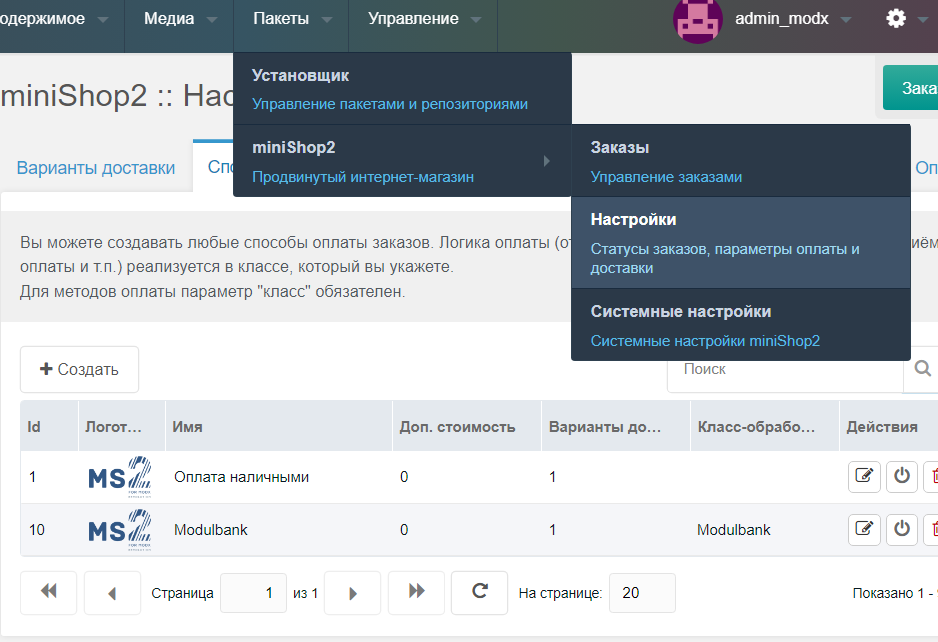 одержимое
Медиа
Пакеты
Управление
admin_modx
Установщик
Управление пакетами и репозиториями
miniShop2
Продвинутый интернет-магазин
Заказы
Управление заказами
Настройки
Статусы заказов, параметры оплаты и
доставки
Системные настройки
Системные настройки miniShop2
miniShop2 :: Нас
Зака
Варианты доставки
Спо
Оп
Вы можете создавать любые способы оплаты заказов. Логика оплаты (от
иём
оплаты и т.п.) реализуется в классе, который вы укажете.
Для методов оплаты параметр "класс" обязателен.
Создать
Поиск
Id Логот... Имя Доп. стоимость Варианты до... Класс-обрабо... Действия
1 MS2 Оплата наличными 0 1
10 MS2 Modulbank 0 1 Modulbank
Страница 1 из 1 На странице: 20 Показано 1 -